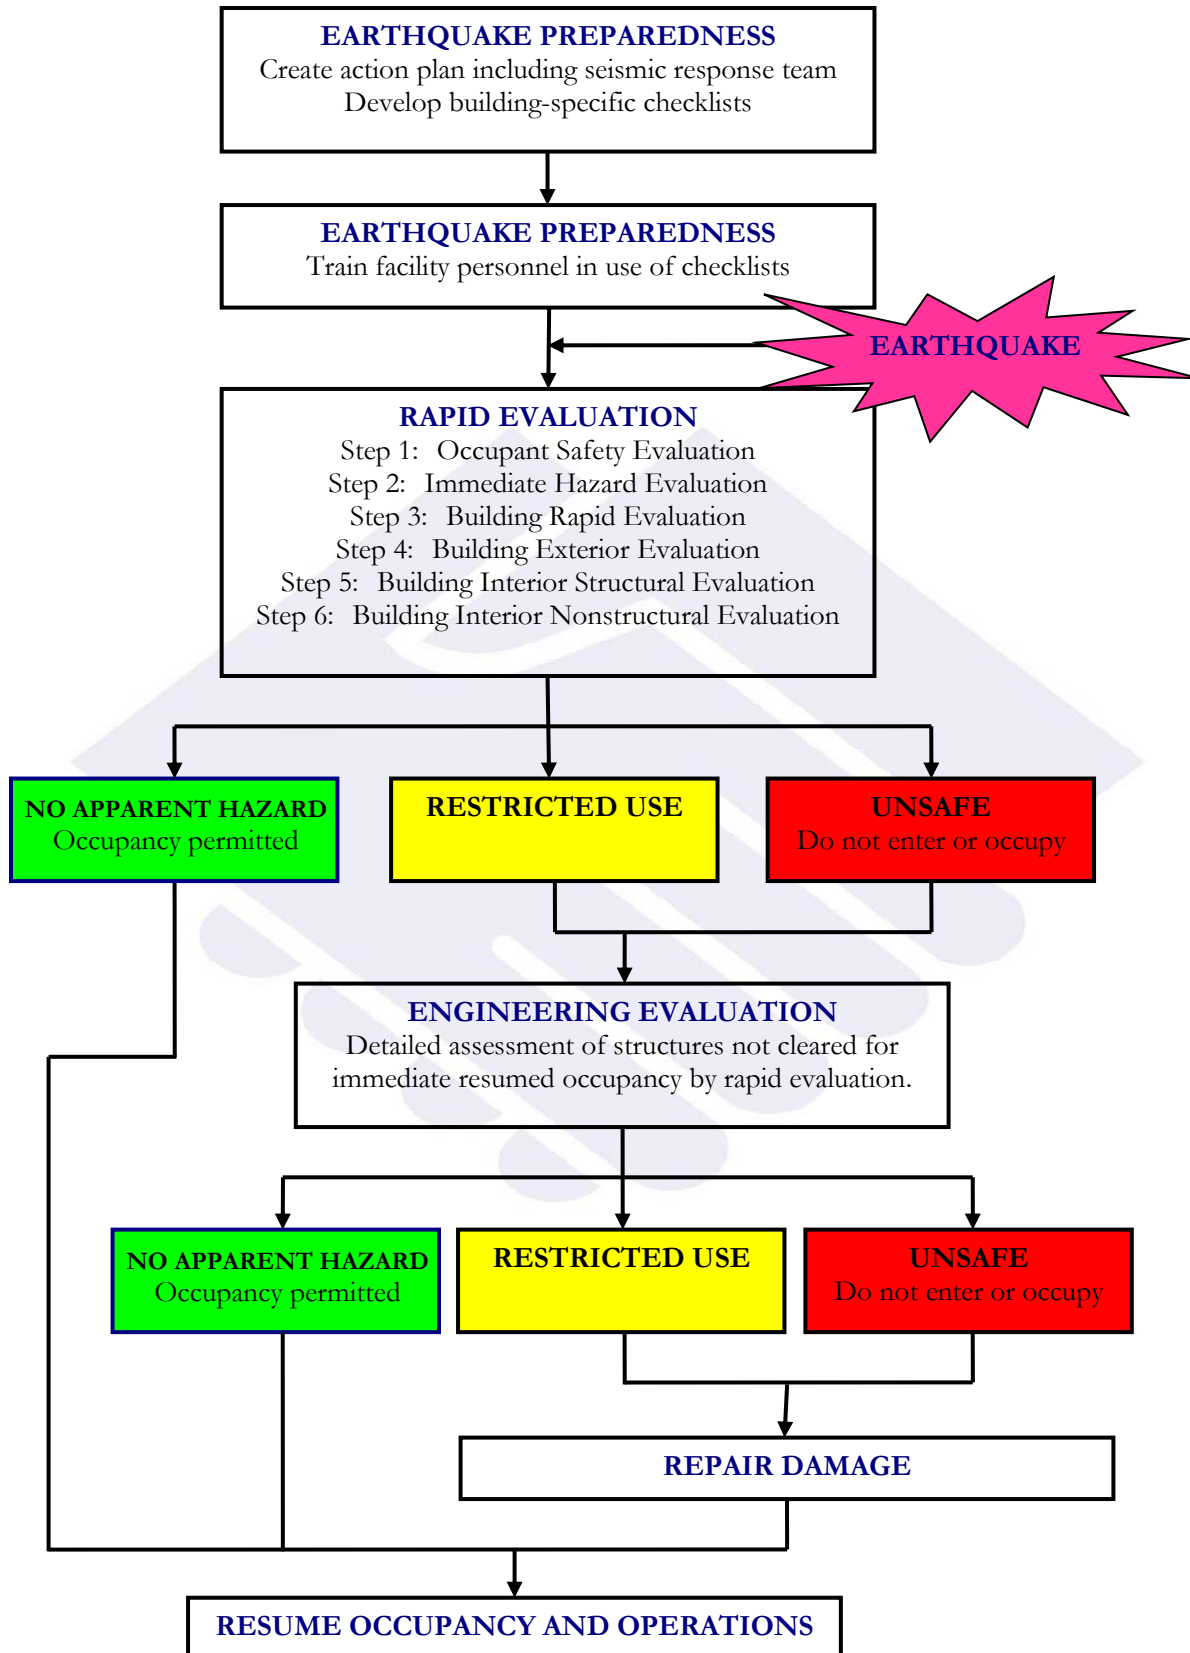 EARTHQUAKE PREPAREDNESS
Create action plan including seismic response team
Develop building-specific checklists
EARTHQUAKE PREPAREDNESS
Train facility personnel in use of checklists
EARTHQUAKE
RAPID EVALUATION
Step 1: Occupant Safety Evaluation
Step 2: Immediate Hazard Evaluation
Step 3: Building Rapid Evaluation
Step 4: Building Exterior Evaluation
Step 5: Building Interior Structural Evaluation
Step 6: Building Interior Nonstructural Evaluation
NO APPARENT HAZARD
Occupancy permitted
RESTRICTED USE
UNSAFE
Do not enter or occupy
ENGINEERING EVALUATION
Detailed assessment of structures not cleared for
immediate resumed occupancy by rapid evaluation.
NO APPARENT HAZARD
Occupancy permitted
RESTRICTED USE
UNSAFE
Do not enter or occupy
REPAIR DAMAGE
RESUME OCCUPANCY AND OPERATIONS